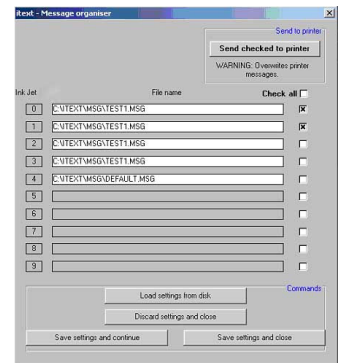 itext - Message organiser
Send to printer
Send checked to printer
WARNING: Overwrites printer
messages.
Ink Jet File name Check all
0 C:\ITEXT\MSG\TEST1.MSG
1 C:\ITEXT\MSG\TEST1.MSG
2 C:\ITEXT\MSG\TEST1.MSG
3 C:\ITEXT\MSG\TEST1.MSG
4 C:\ITEXT\MSG\DEFAULT.MSG
5
6
7
8
9
Commands
Load settings from disk
Discard settings and close
Save settings and continue Save settings and close